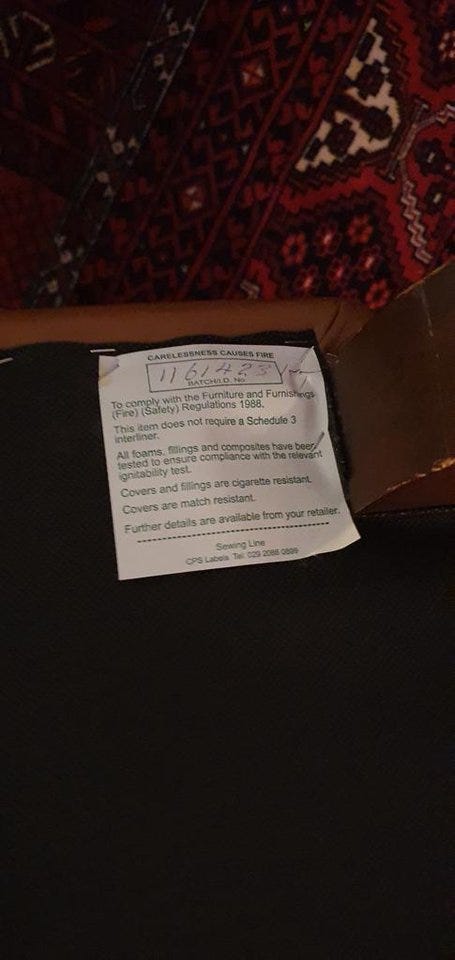 CARELESSNESS CAUSES FIRE
1161423
BATCH/I.D. No
To comply with the Furniture and Furnishings
(Fire) (Safety) Regulations 1988.
This item does not require a Schedule 3
interliner.
All foams, fillings and composites have been
tested to ensure compliance with the relevant
ignitability test.
Covers and fillings are cigarette resistant.
Covers are match resistant.
Further details are available from your retailer.
Sewing Line
CPS Labels Tel: 029 2088 0899